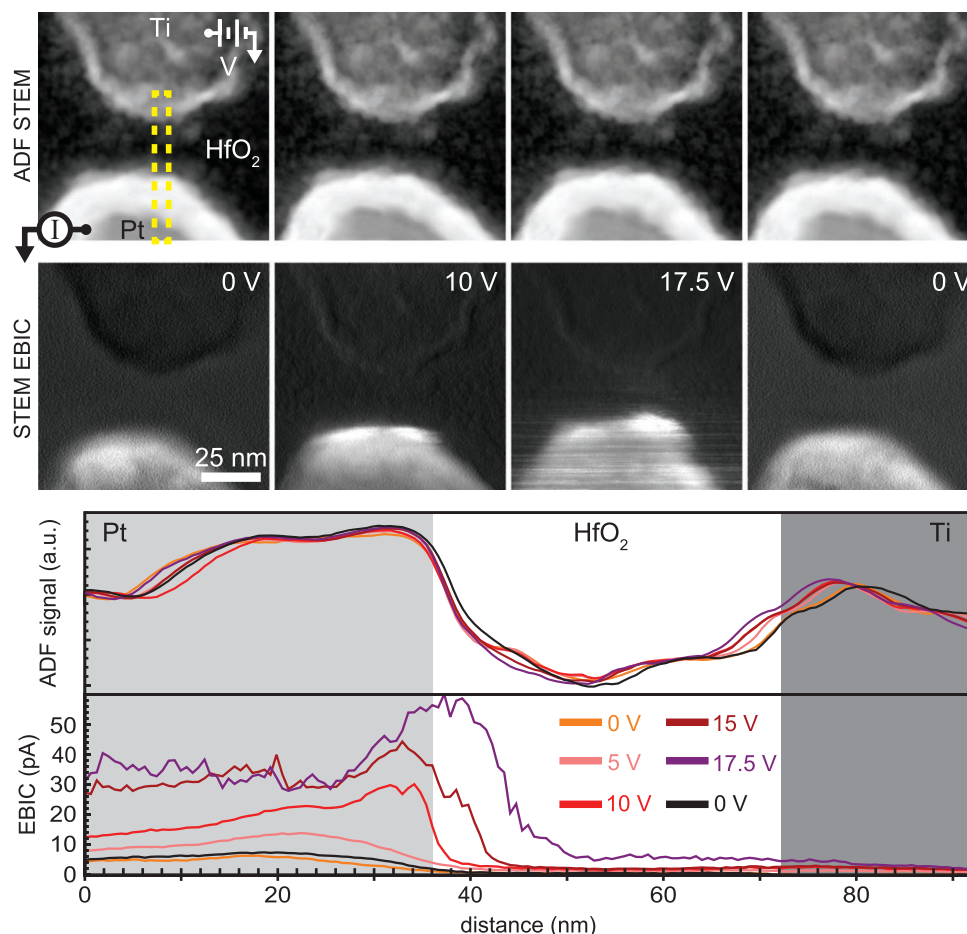 ADF STEM
Ti
V
HfO₂
I
Pt
STEM EBIC
0 V
10 V
17.5 V
0 V
25 nm
ADF signal (a.u.)
Pt
HfO₂
Ti
EBIC (pA)
50
40
30
20
10
0
0 V
15 V
5 V
17.5 V
10 V
0 V
0
20
40
60
80
distance (nm)